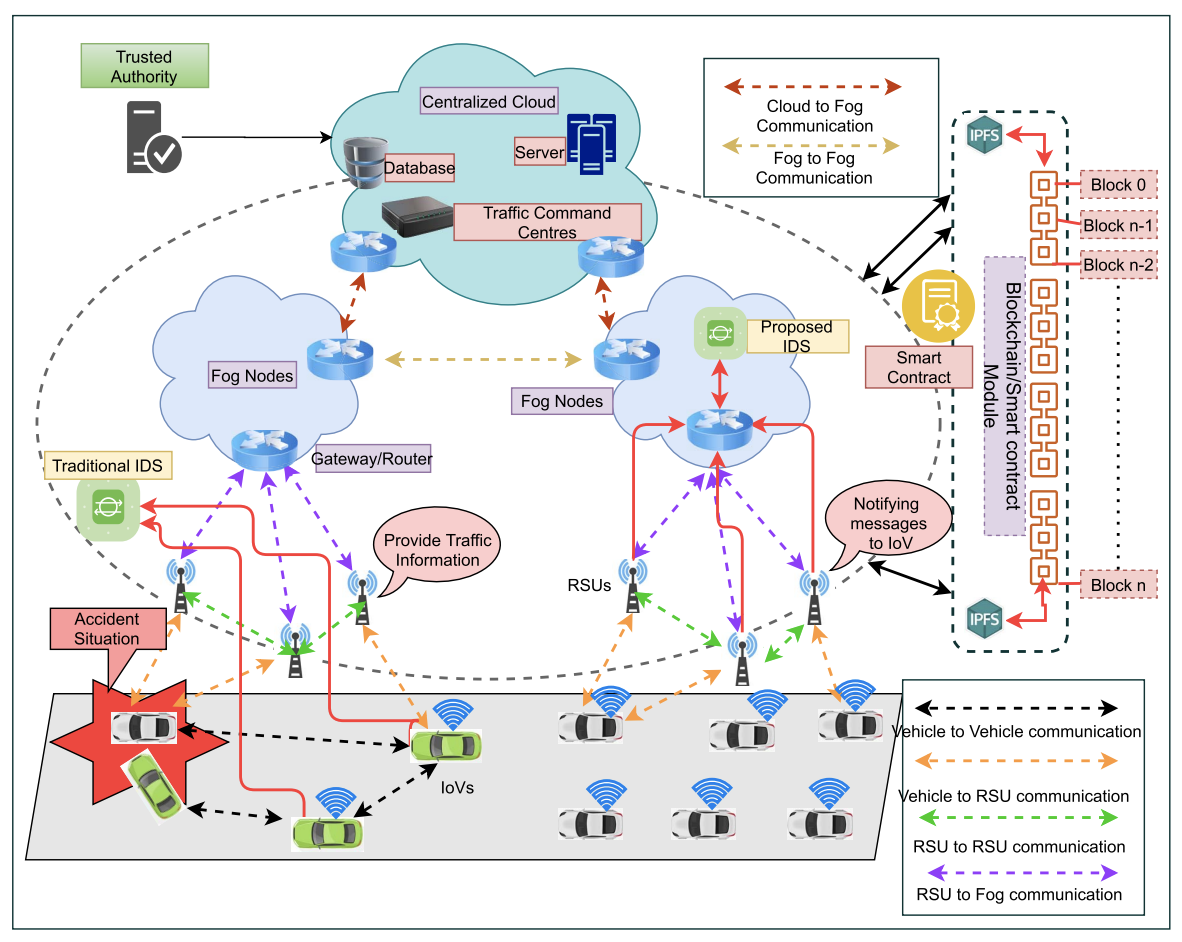 Trusted
Authority
Centralized Cloud
Server
Database
Traffic Command
Centres
Cloud to Fog
Communication
Fog to Fog
Communication
IPFS
Block 0
Block n-1
Block n-2
Blockchain/Smart contract
Module
Smart
Contract
Proposed
IDS
Fog Nodes
Fog Nodes
Gateway/Router
Traditional IDS
Provide Traffic
Information
Notifying
messages
to IoV
RSUs
Block n
IPFS
Accident
Situation
IoVs
Vehicle to Vehicle communication
Vehicle to RSU communication
RSU to RSU communication
RSU to Fog communication